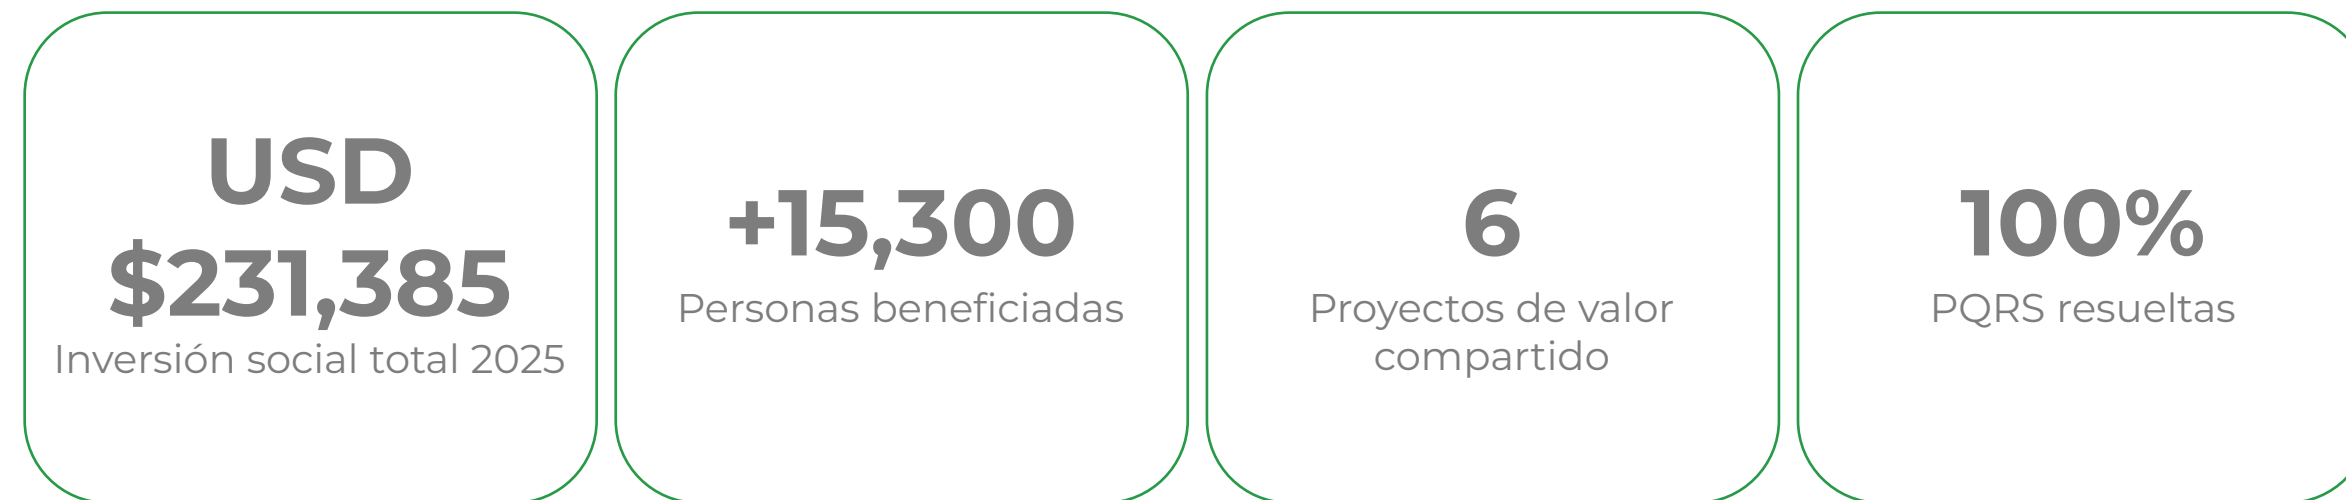 USD
$231,385
Inversión social total 2025
+15,300
Personas beneficiadas
6
Proyectos de valor
compartido
100%
PQRS resueltas